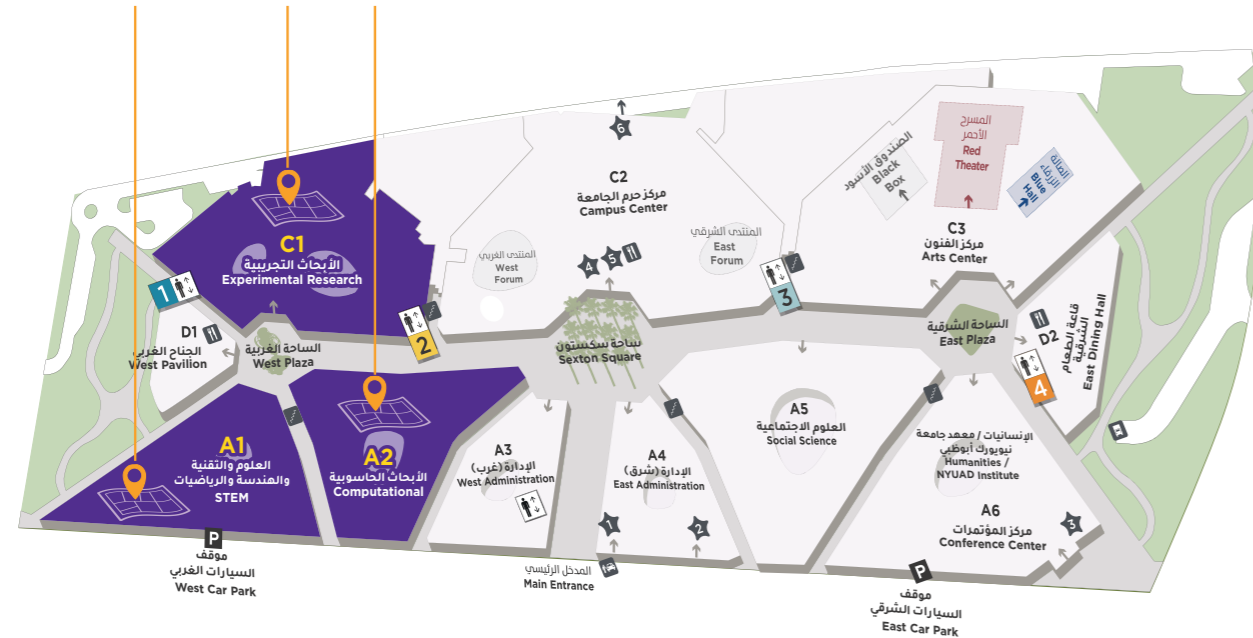 6
C2
مركز حرم الجامعة
Campus Center
المنتدى الغربي
West
Forum
المنتدى الشرقي
East
Forum
4
5
الصندوق الأسود
Black
Box
المسرح
الأحمر
Red
Theater
الصالة
الزرقاء
Blue
Hall
C3
مركز الفنون
Arts Center
C1
الأبحاث التجريبية
Experimental Research
1
2
3
4
D1
الجناح الغربي
West Pavilion
الساحة الغربية
West Plaza
ساحة سكستون
Sexton Square
الساحة الشرقية
East Plaza
D2
قاعة الطعام
الشرقية
East Dining Hall
A1
العلوم والتقنية
والهندسة والرياضيات
STEM
A2
الأبحاث الحاسوبية
Computational
A3
الإدارة (غرب)
West Administration
A4
الإدارة (شرق)
East Administration
A5
العلوم الاجتماعية
Social Science
الإنسانيات / معهد جامعة
نيويورك أبوظبي
Humanities /
NYUAD Institute
A6
مركز المؤتمرات
Conference Center
1
2
3
P
موقف
السيارات الغربي
West Car Park
المدخل الرئيسي
Main Entrance
P
موقف
السيارات الشرقي
East Car Park